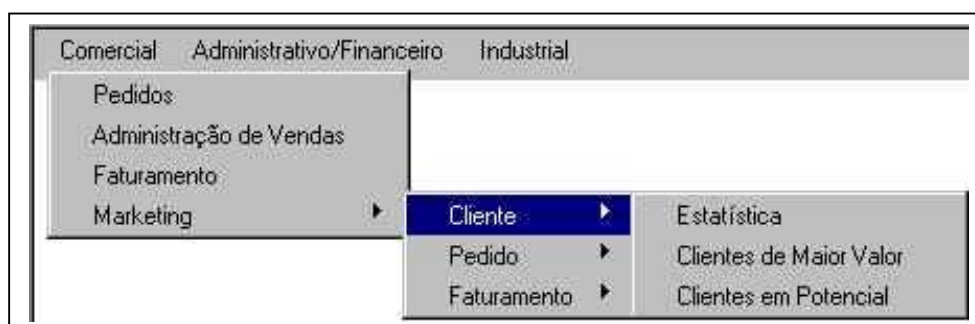 Comercial Administrativo/Financeiro Industrial
Pedidos
Administração de Vendas
Faturamento
Marketing
Cliente
Pedido
Faturamento
Estatística
Clientes de Maior Valor
Clientes em Potencial